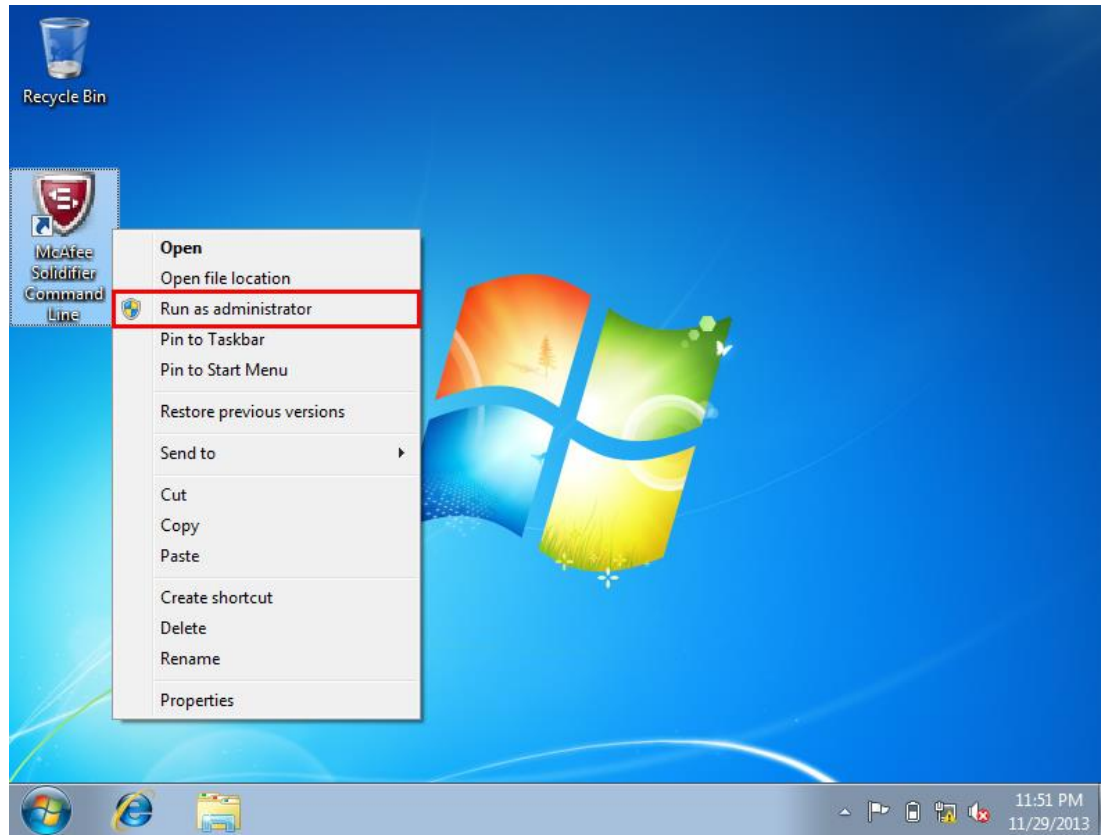 Recycle Bin
McAfee
Solidifier
Command
Line
Open
Open file location
Run as administrator
Pin to Taskbar
Pin to Start Menu
Restore previous versions
Send to
Cut
Copy
Paste
Create shortcut
Delete
Rename
Properties
11:51 PM
11/29/2013